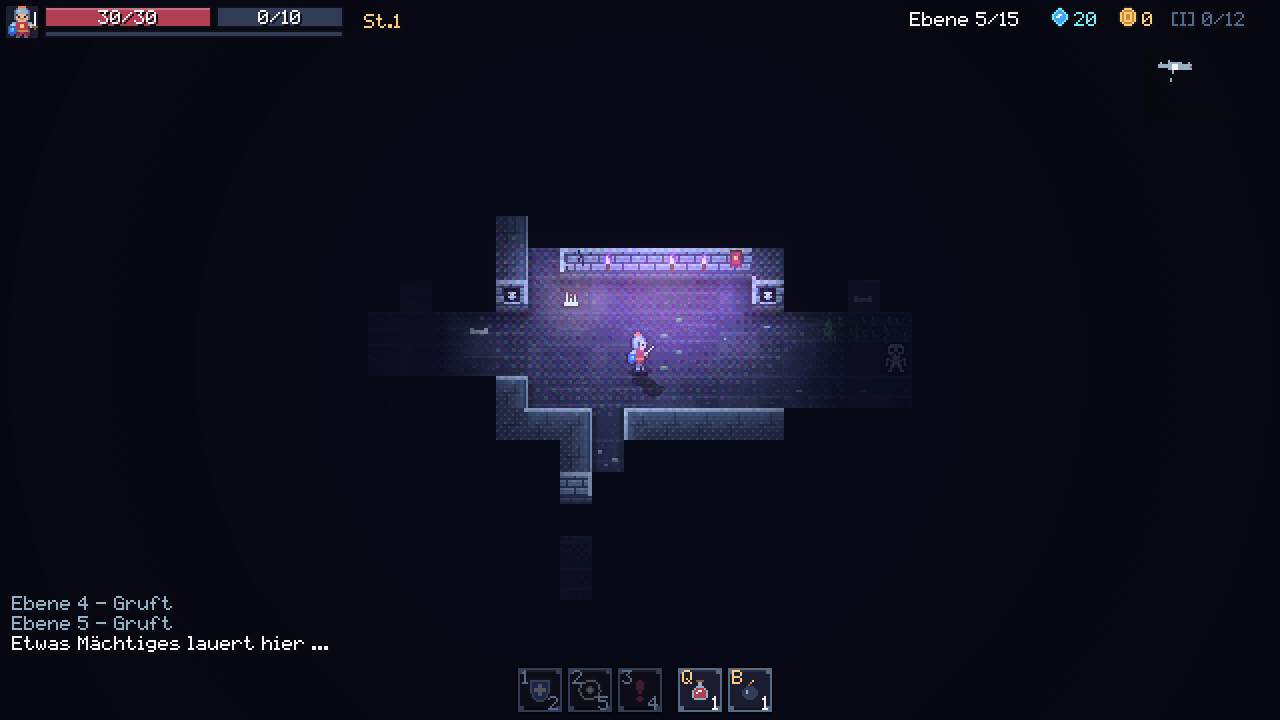 30/30 0/10 St.1 Ebene 5/15 20 0 [I] 0/12
Ebene 4 - Gruft
Ebene 5 - Gruft
Etwas Mächtiges lauert hier ...
1 2 2 5 3 4 Q 1 B 1